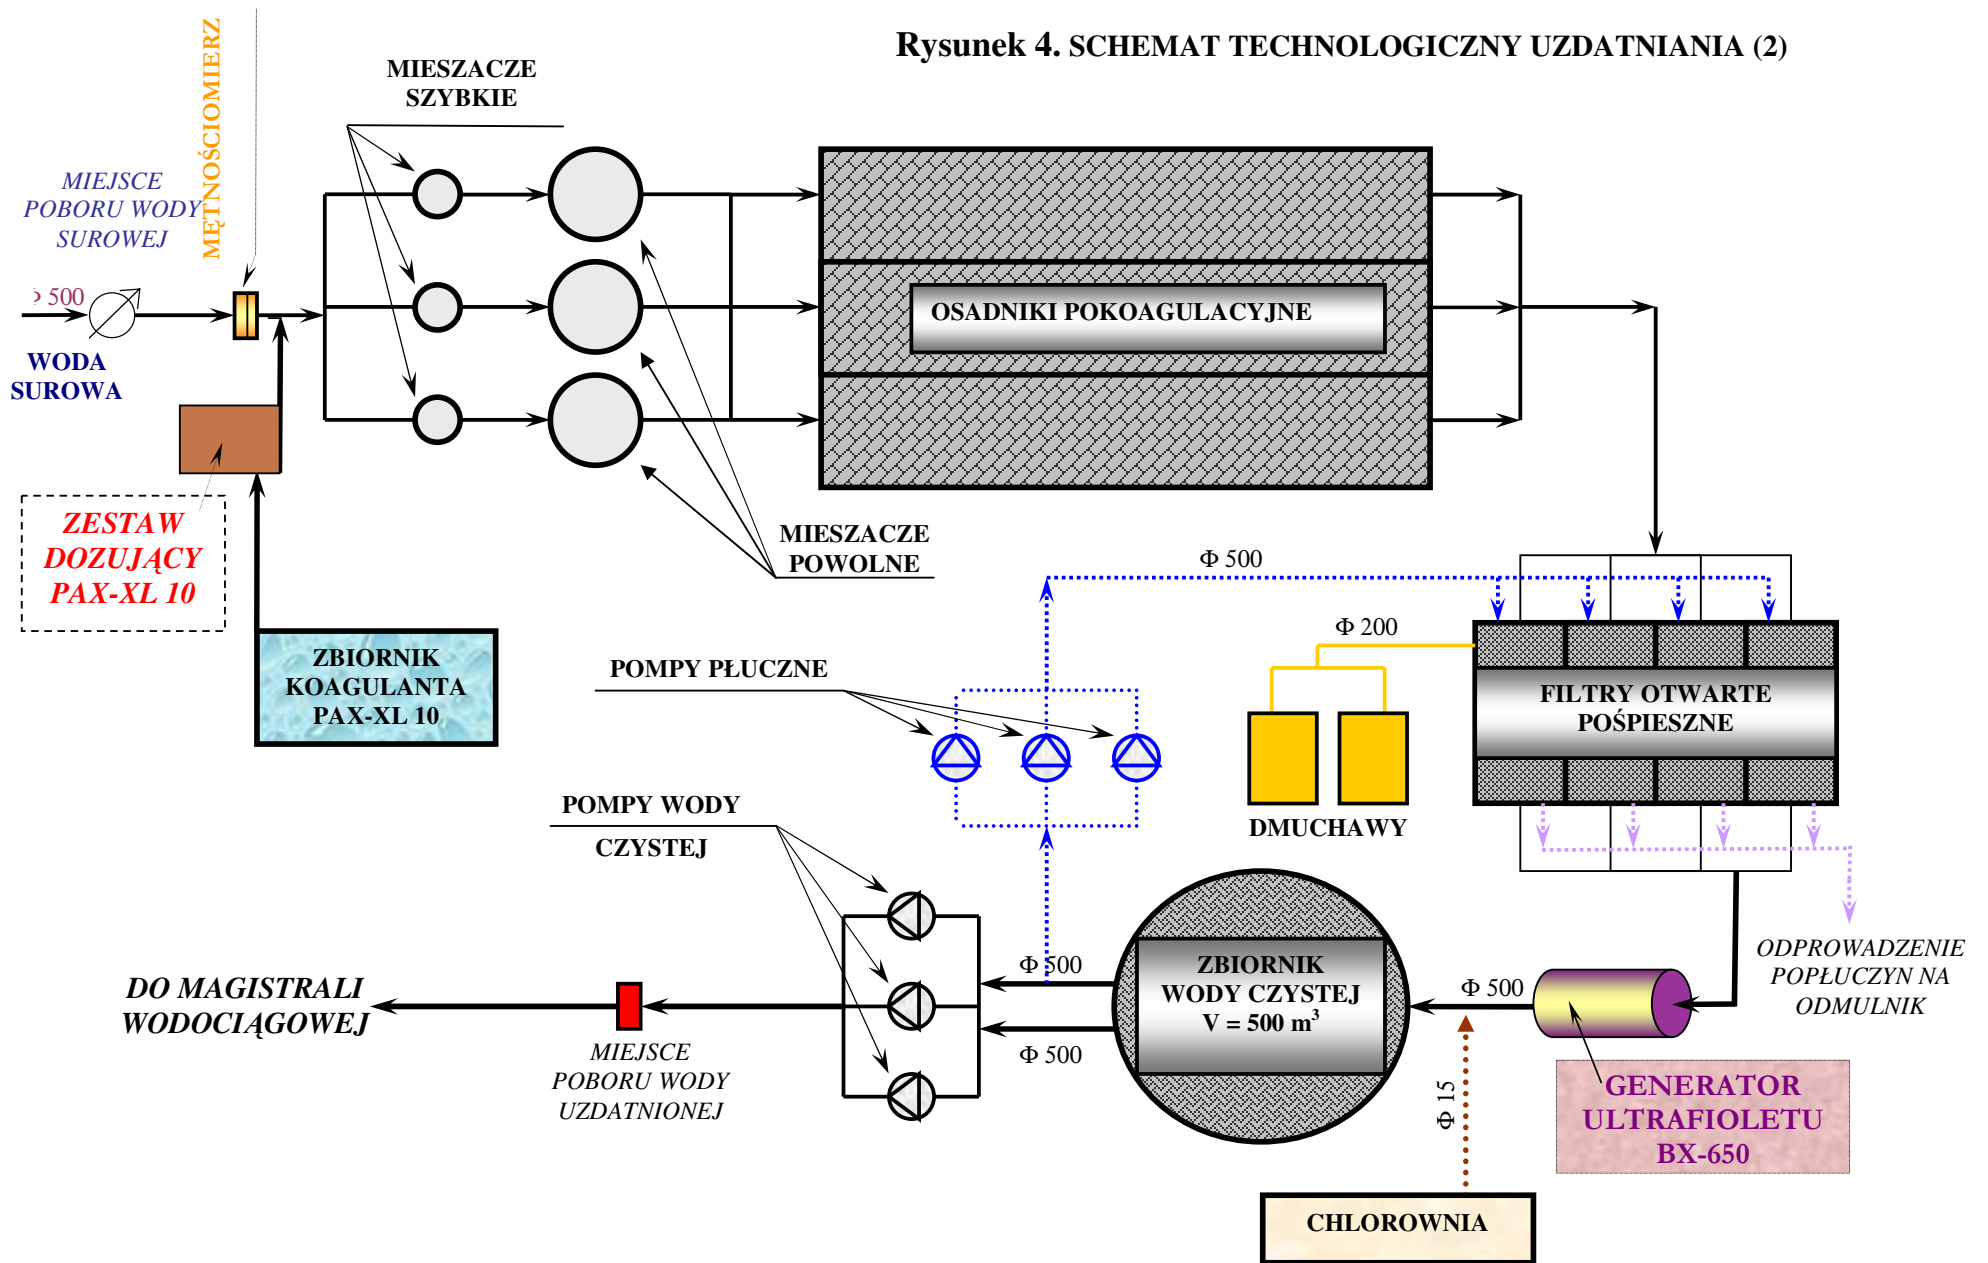 Rysunek 4. SCHEMAT TECHNOLOGICZNY UZDATNIANIA (2)
MĘTNOŚCIOMIERZ
MIESZACZE
SZYBKIE
MIEJSCE
POBORU WODY
SUROWEJ
Φ 500
WODA
SUROWA
OSADNIKI POKOAGULACYJNE
ZESTAW
DOZUJĄCY
PAX-XL 10
MIESZACZE
POWOLNE
ZBIORNIK
KOAGULANTA
PAX-XL 10
Φ 500
Φ 200
POMPY PŁUCZNE
FILTRY OTWARTE
POŚPIESZNE
DMUCHAWY
POMPY WODY
CZYSTEJ
ODPROWADZENIE
POPŁUCZYN NA
ODMULNIK
DO MAGISTRALI
WODOCIĄGOWEJ
MIEJSCE
POBORU WODY
UZDATNIONEJ
Φ 500
Φ 500
ZBIORNIK
WODY CZYSTEJ
V = 500 m³
Φ 500
Φ 15
GENERATOR
ULTRAFIOLETU
BX-650
CHLOROWNIA